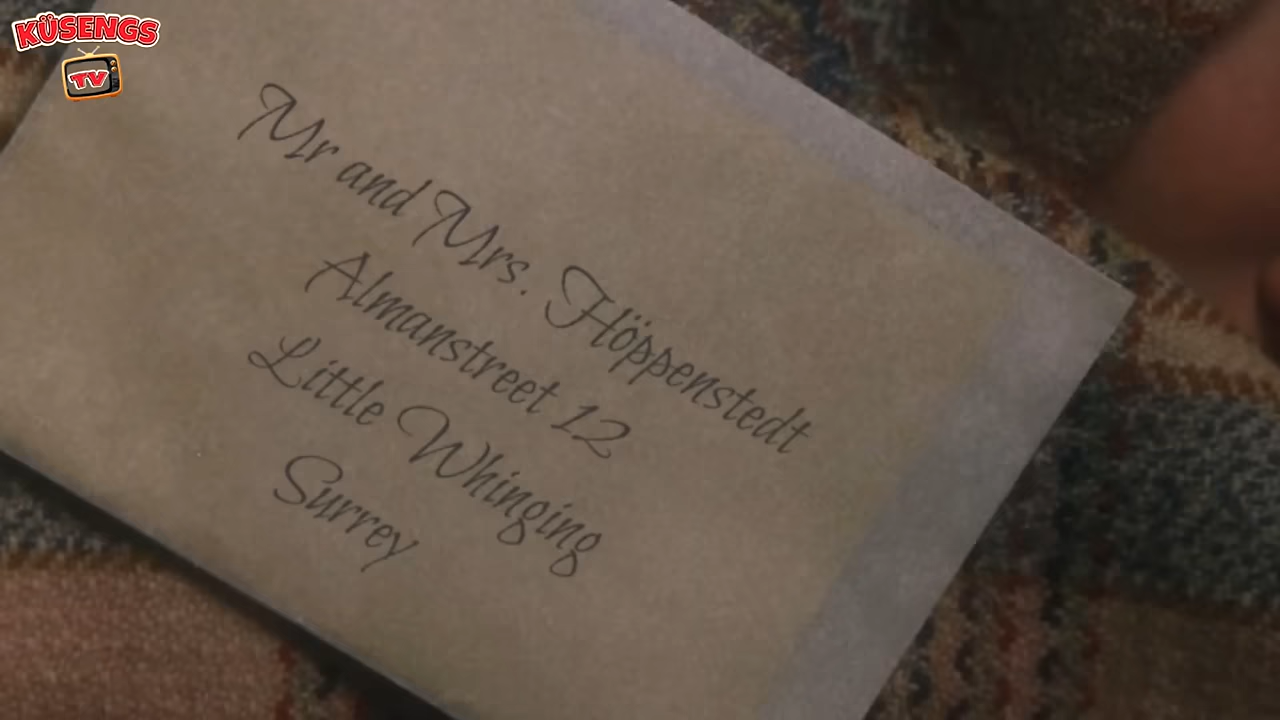 KÜSENGS
TV
Mr and Mrs. Höppenstedt
Almanstreet 12
Little Whinging
Surrey